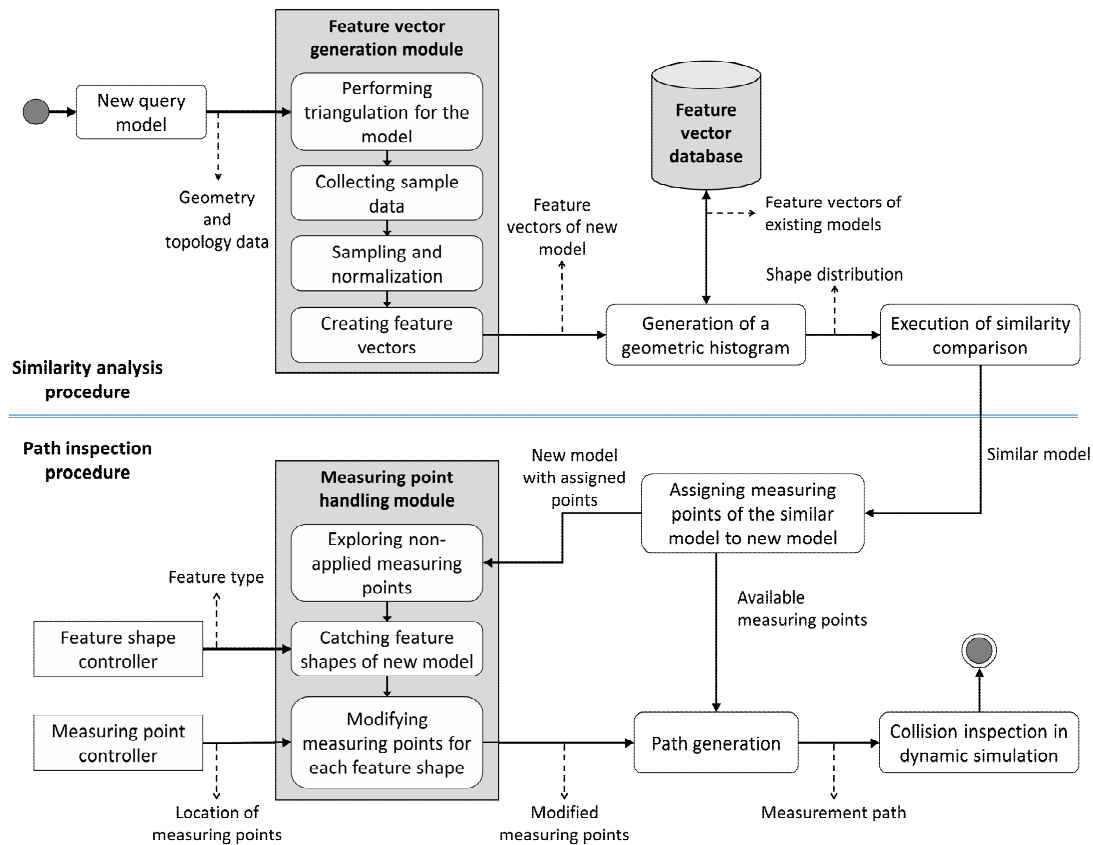 Feature vector
generation module
New query
model
Performing
triangulation for the
model
Geometry
and
topology data
Collecting sample
data
Sampling and
normalization
Creating feature
vectors
Feature
vectors of new
model
Feature
vector
database
Feature vectors of
existing models
Shape distribution
Generation of a
geometric histogram
Execution of similarity
comparison
Similarity analysis
procedure
Path inspection
procedure
Similar model
Measuring point
handling module
New model
with assigned
points
Assigning measuring
points of the similar
model to new model
Exploring non-
applied measuring
points
Feature type
Available
measuring points
Feature shape
controller
Catching feature
shapes of new model
Measuring point
controller
Modifying
measuring points for
each feature shape
Path generation
Collision inspection in
dynamic simulation
Location of
measuring points
Modified
measuring points
Measurement path